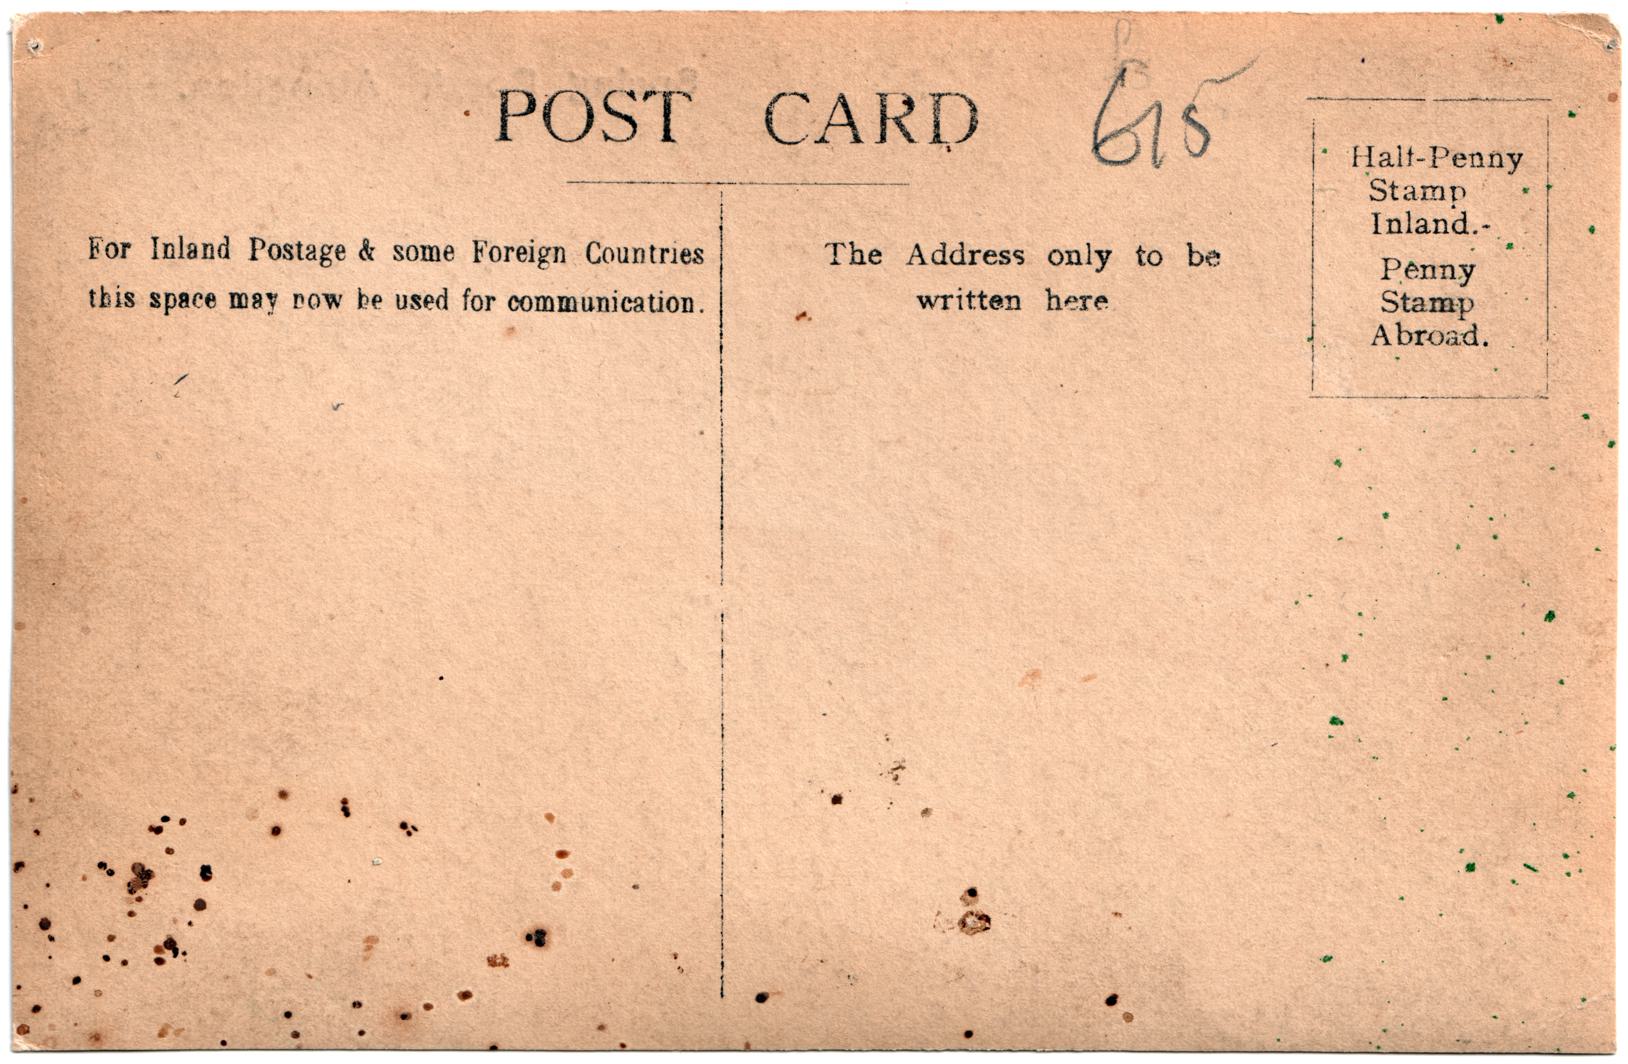 POST CARD
615
For Inland Postage & some Foreign Countries
this space may now be used for communication.
The Address only to be
written here
Half-Penny
Stamp
Inland.-
Penny
Stamp
Abroad.